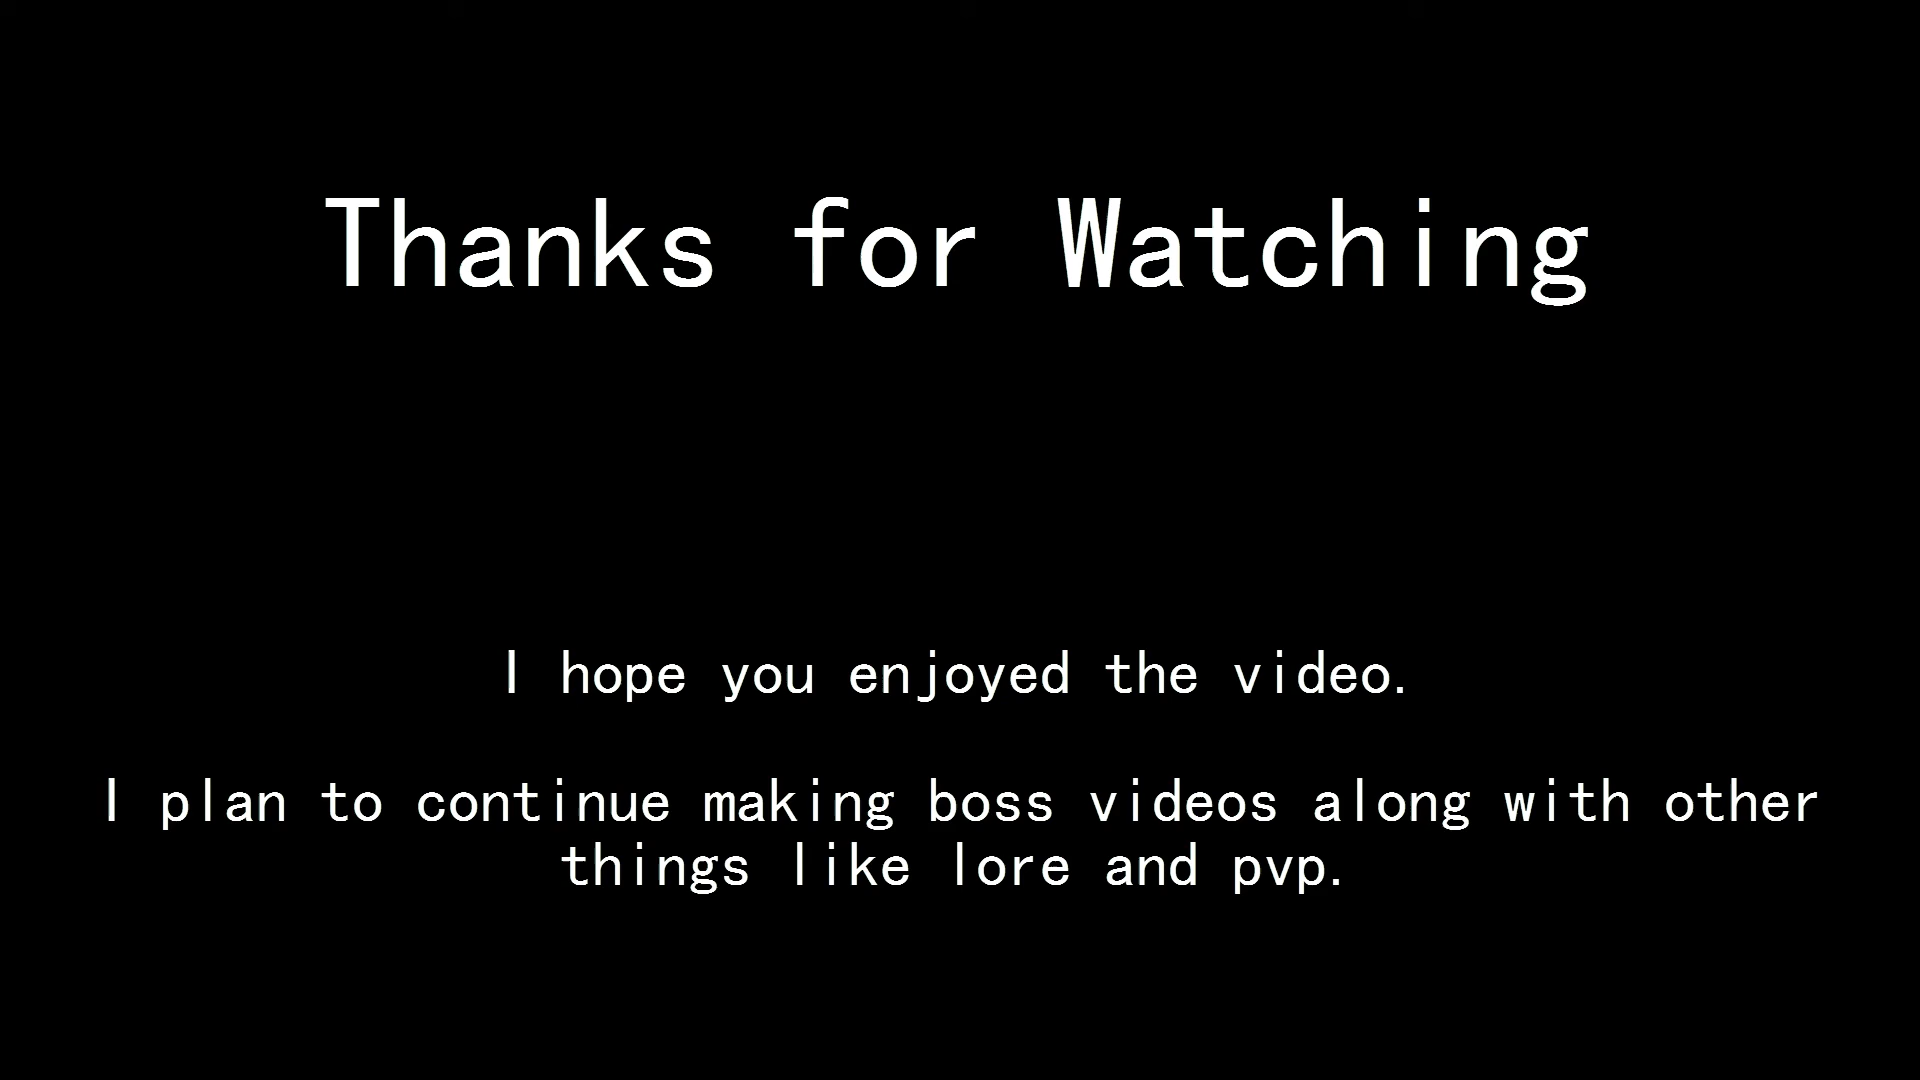 Thanks for Watching
I hope you enjoyed the video.
I plan to continue making boss videos along with other
things like lore and pvp.